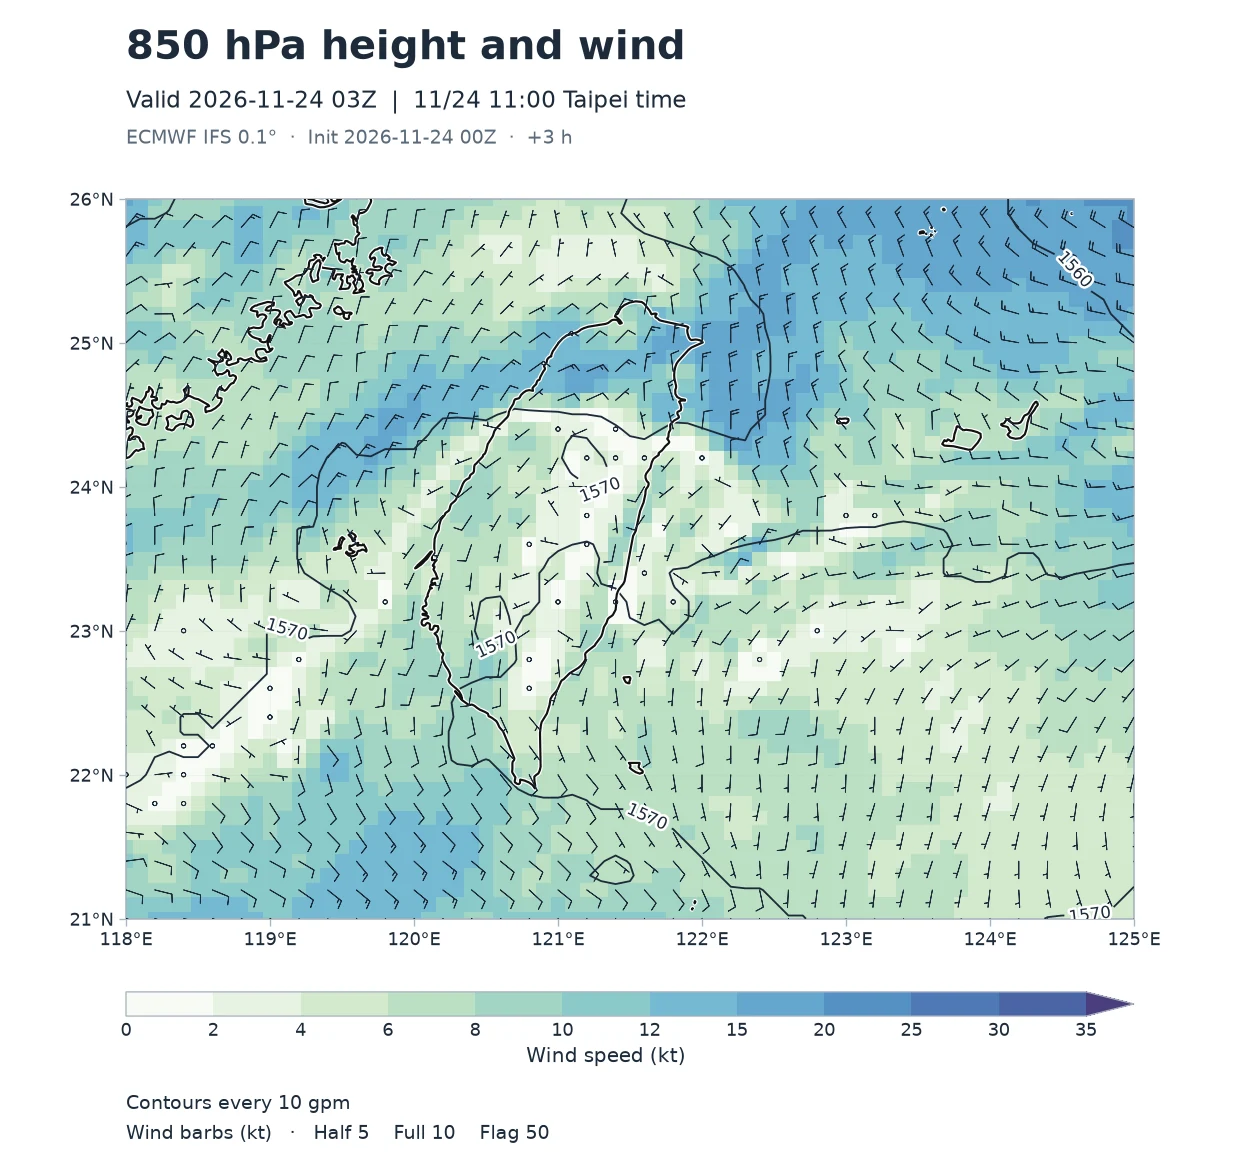 850 hPa height and wind
Valid 2026-11-24 03Z | 11/24 11:00 Taipei time
ECMWF IFS 0.1° · Init 2026-11-24 00Z · +3 h
26°N
25°N
24°N
23°N
22°N
21°N
1560
1570
1570
1570
1570
1570
118°E 119°E 120°E 121°E 122°E 123°E 124°E 125°E
0 2 4 6 8 10 12 15 20 25 30 35
Wind speed (kt)
Contours every 10 gpm
Wind barbs (kt) · Half 5 Full 10 Flag 50